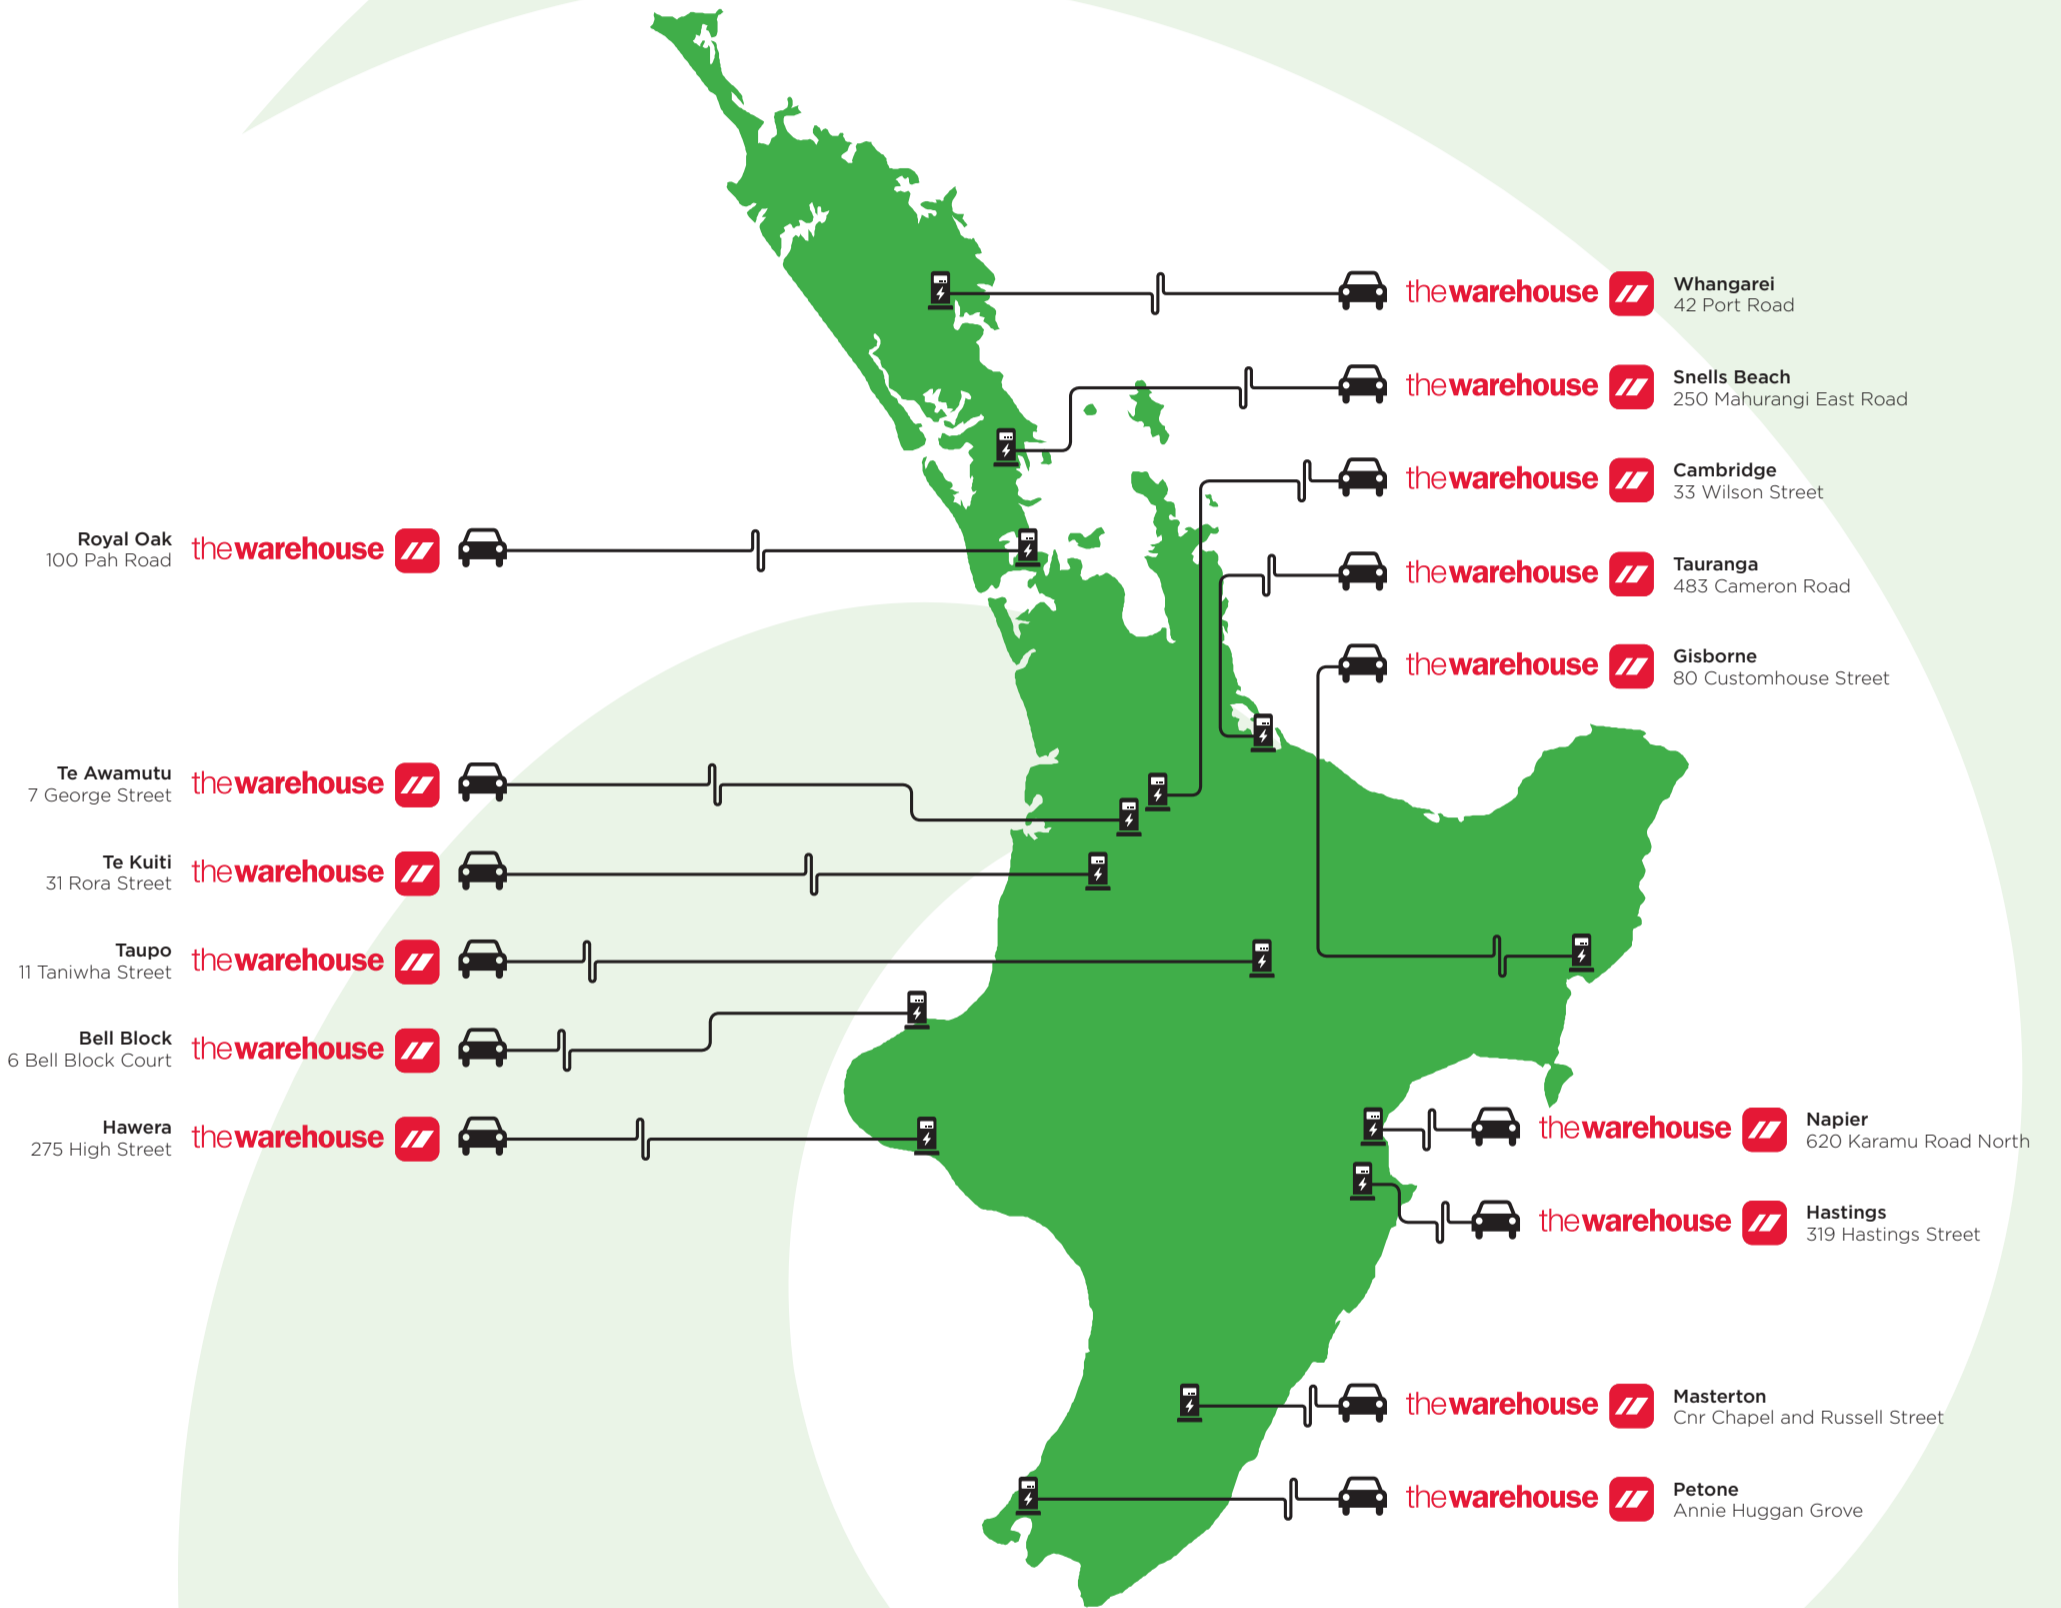 Whangarei
42 Port Road
thewarehouse
Snells Beach
250 Mahurangi East Road
thewarehouse
Cambridge
33 Wilson Street
thewarehouse
Tauranga
483 Cameron Road
thewarehouse
Gisborne
80 Customhouse Street
thewarehouse
Royal Oak
100 Pah Road
thewarehouse
Te Awamutu
7 George Street
thewarehouse
Te Kuiti
31 Rora Street
thewarehouse
Taupo
11 Taniwha Street
thewarehouse
Bell Block
6 Bell Block Court
thewarehouse
Hawera
275 High Street
thewarehouse
Napier
620 Karamu Road North
thewarehouse
Hastings
319 Hastings Street
thewarehouse
Masterton
Cnr Chapel and Russell Street
thewarehouse
Petone
Annie Huggan Grove
thewarehouse